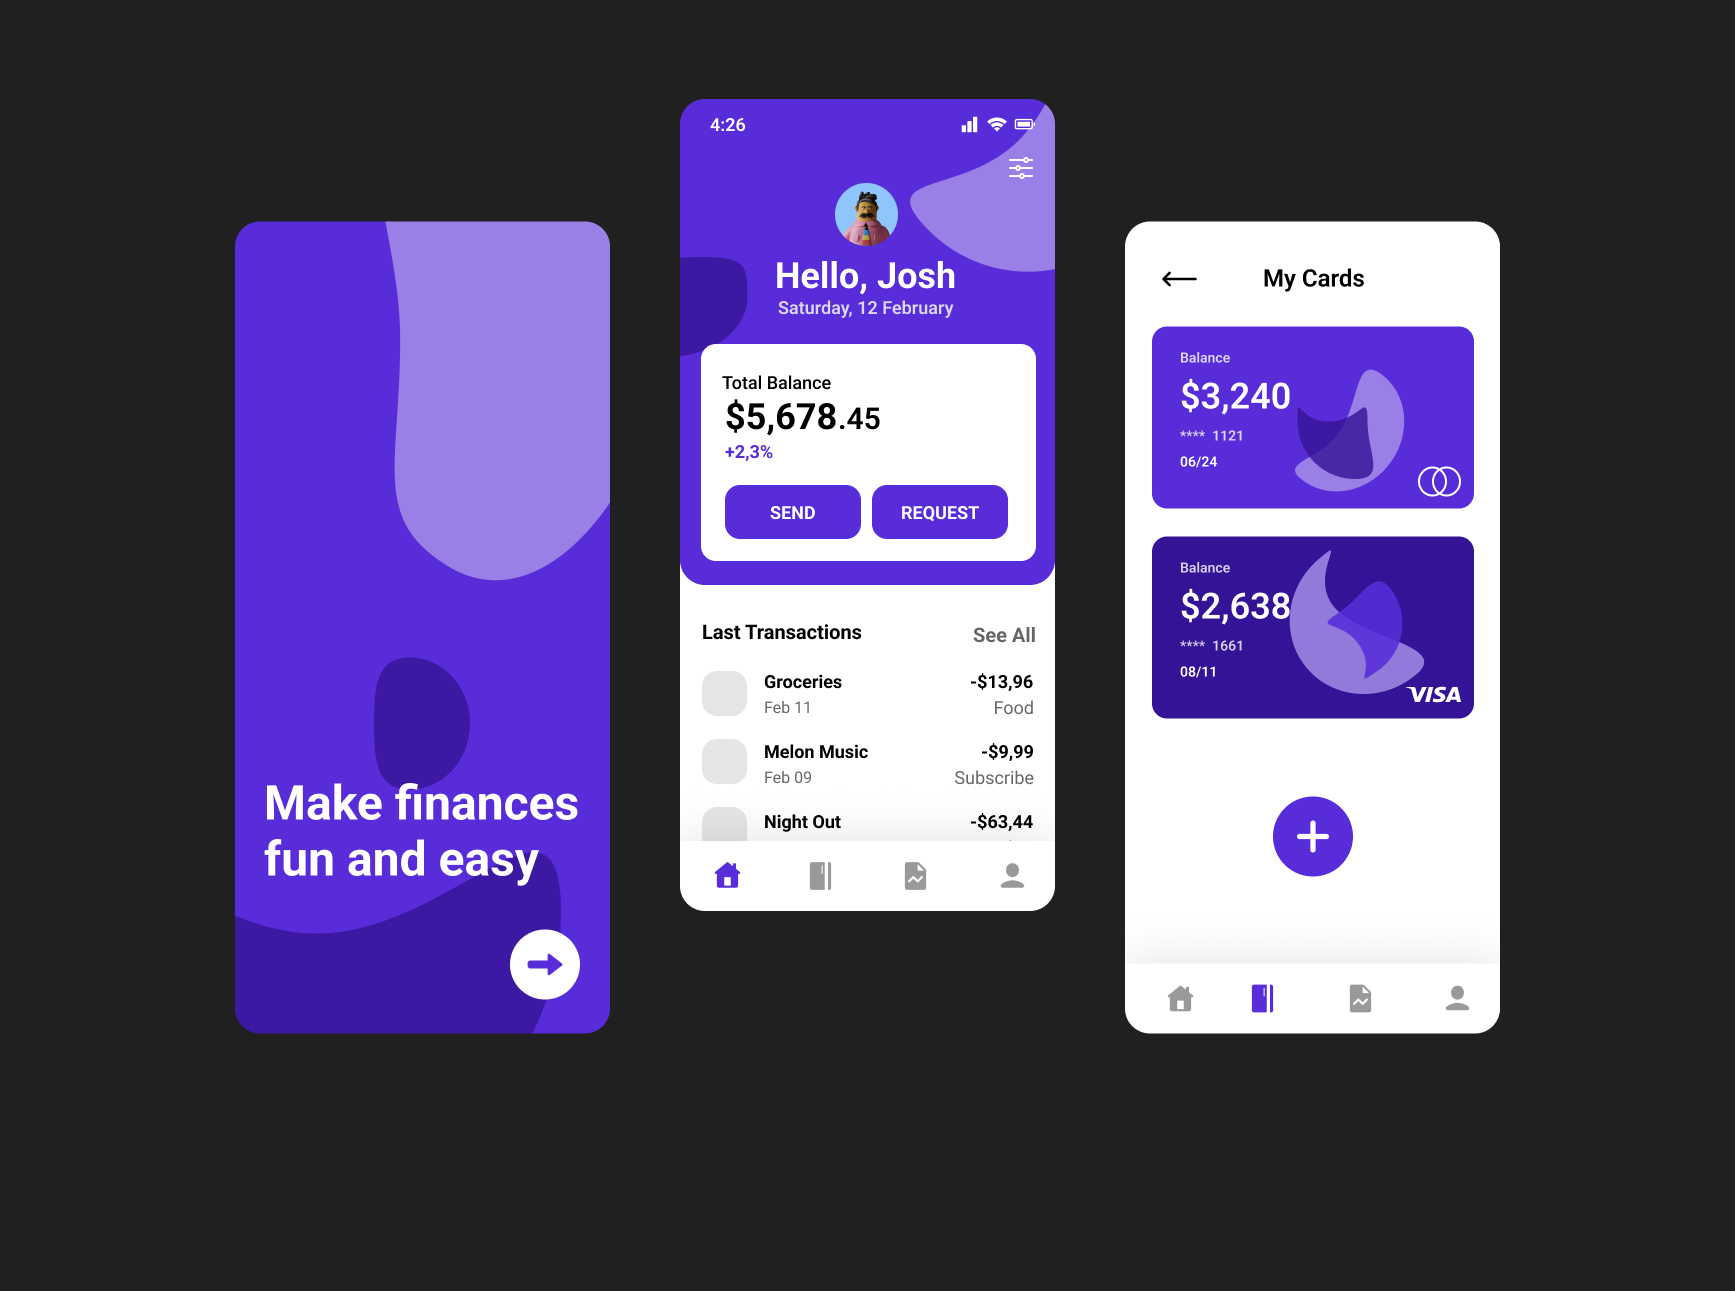 Make finances
fun and easy
4:26
Hello, Josh
Saturday, 12 February
Total Balance
$5,678.45
+2,3%
SEND
REQUEST
Last Transactions
See All
Groceries
-$13,96
Feb 11
Food
Melon Music
-$9,99
Feb 09
Subscribe
Night Out
-$63,44
My Cards
Balance
$3,240
**** 1121
06/24
Balance
$2,638
**** 1661
08/11
VISA